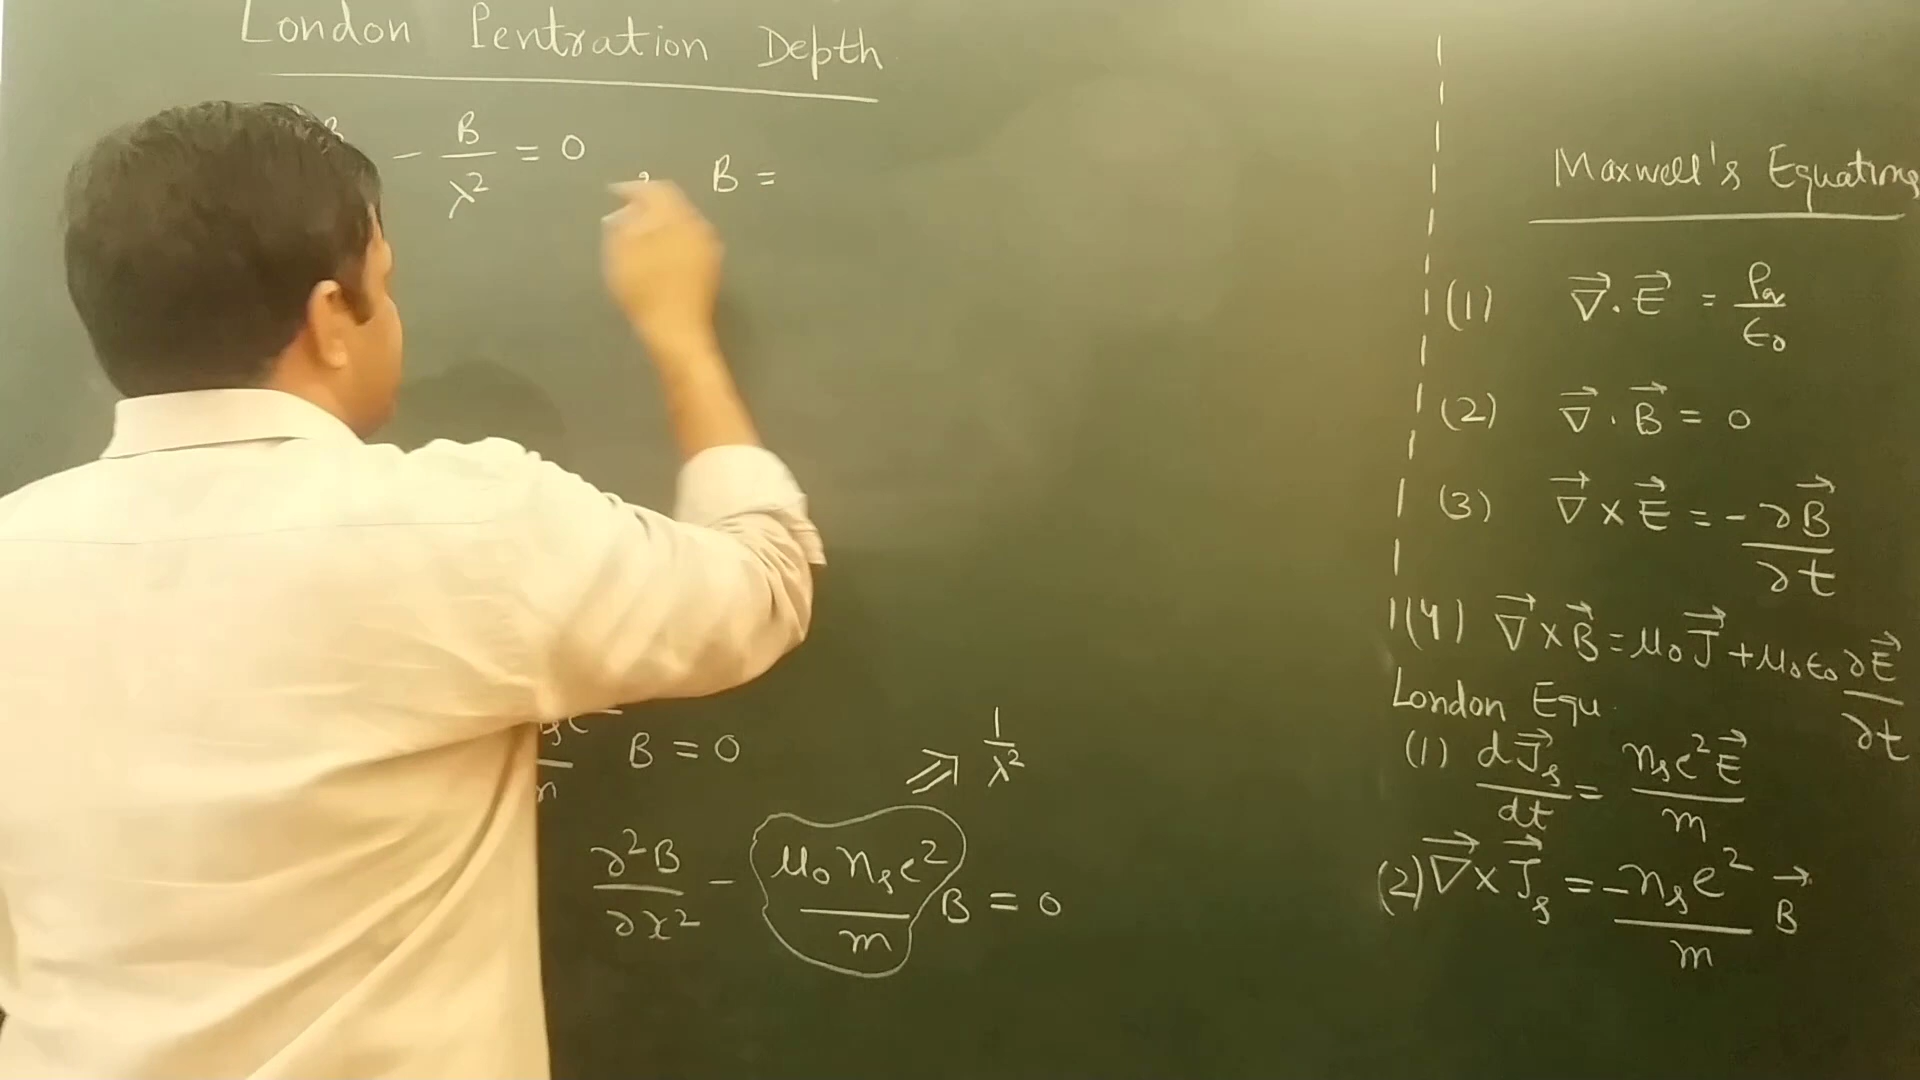 London Pentration Depth
B - B/λ² = 0 B =
B = 0
1/λ²
∂²B/∂x² - μ₀nₛe²/m B = 0
Maxwell's Equations
(1) ∇⃗.E⃗ = ρᵥ/ϵ₀
(2) ∇⃗.B⃗ = 0
(3) ∇⃗×E⃗ = -∂B⃗/∂t
(4) ∇⃗×B⃗ = μ₀J⃗ + μ₀ϵ₀ ∂E⃗/∂t
London Equ.
(1) dJ⃗ₛ/dt = nₛe²E⃗/m
(2) ∇⃗×J⃗ₛ = -nₛe²/m B⃗